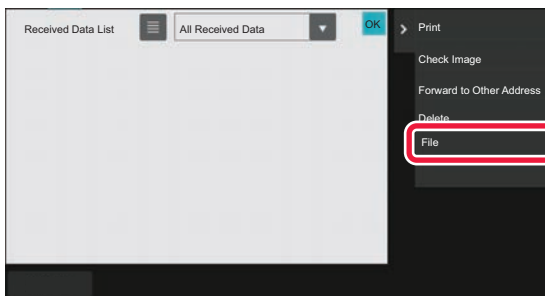 Received Data List
All Received Data
OK
Print
Check Image
Forward to Other Address
Delete
File